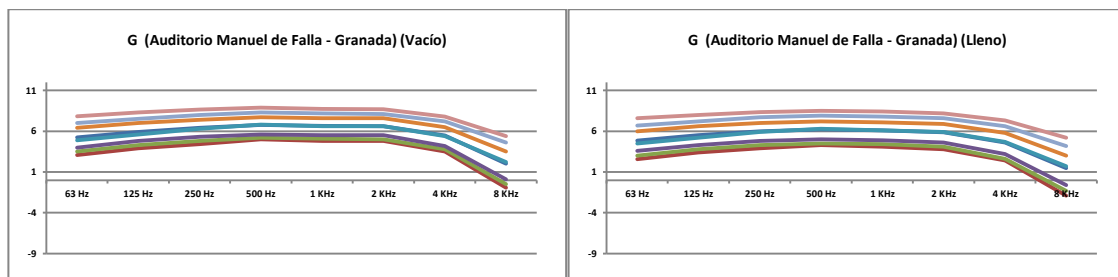 G (Auditorio Manuel de Falla - Granada) (Vacío)
11
6
1
-4
-9
63 Hz 125 Hz 250 Hz 500 Hz 1 KHz 2 KHz 4 KHz 8 KHz
G (Auditorio Manuel de Falla - Granada) (Lleno)
11
6
1
-4
-9
63 Hz 125 Hz 250 Hz 500 Hz 1 KHz 2 KHz 4 KHz 8 KHz